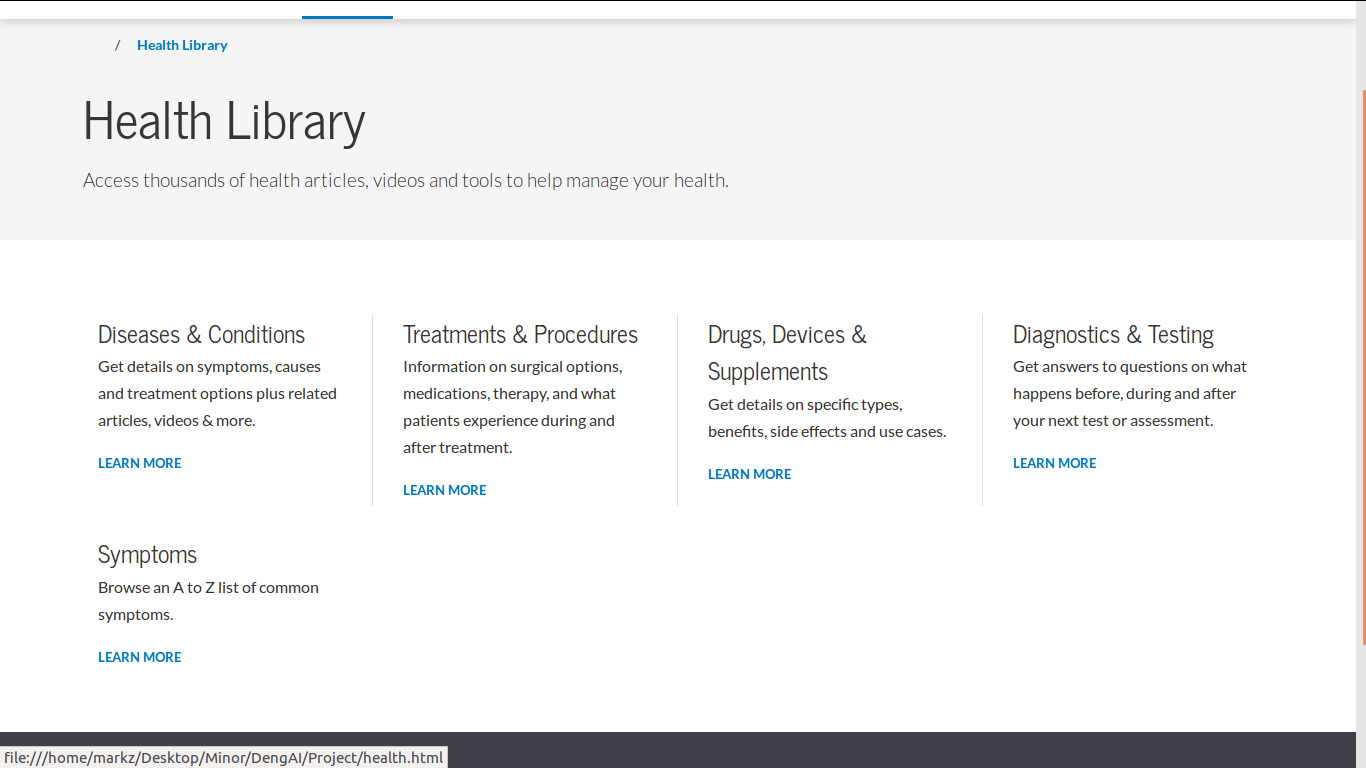 / Health Library
Health Library
Access thousands of health articles, videos and tools to help manage your health.
Diseases & Conditions
Get details on symptoms, causes
and treatment options plus related
articles, videos & more.
LEARN MORE
Treatments & Procedures
Information on surgical options,
medications, therapy, and what
patients experience during and
after treatment.
LEARN MORE
Drugs, Devices &
Supplements
Get details on specific types,
benefits, side effects and use cases.
LEARN MORE
Diagnostics & Testing
Get answers to questions on what
happens before, during and after
your next test or assessment.
LEARN MORE
Symptoms
Browse an A to Z list of common
symptoms.
LEARN MORE
file:///home/markz/Desktop/Minor/DengAI/Project/health.html